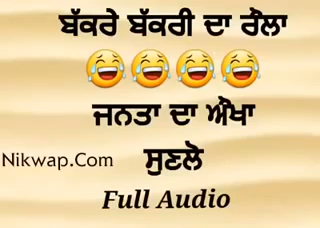 ਬੱਕਰੇ ਬੱਕਰੀ ਦਾ ਰੌਲਾ
😂😂😂😂
ਜਨਤਾ ਦਾ ਔਖਾ
Nikwap.Com ਸੁਣਲੋ
Full Audio